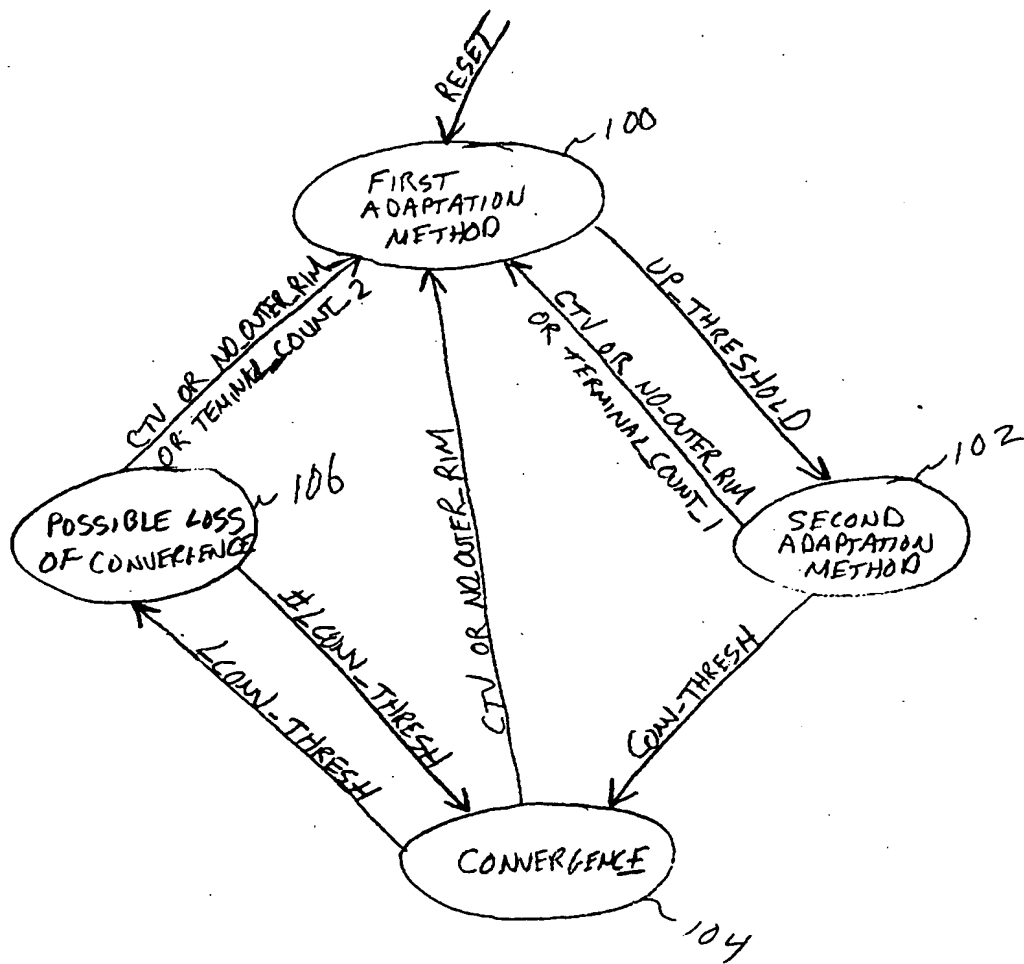 RESET
100
FIRST
ADAPTATION
METHOD
UP_THRESHOLD
CTV OR NO_OUTER_RIM
OR TEMINAL_COUNT_2
CTV OR NO_OUTER_RIM
OR TERMINAL_COUNT_1
102
SECOND
ADAPTATION
METHOD
106
POSSIBLE LOSS
OF CONVERGENCE
CTV OR NO_OUTER_RIM
#LCONV_THRESH
LCONV_THRESH
CONV_THRESH
CONVERGENCE
104